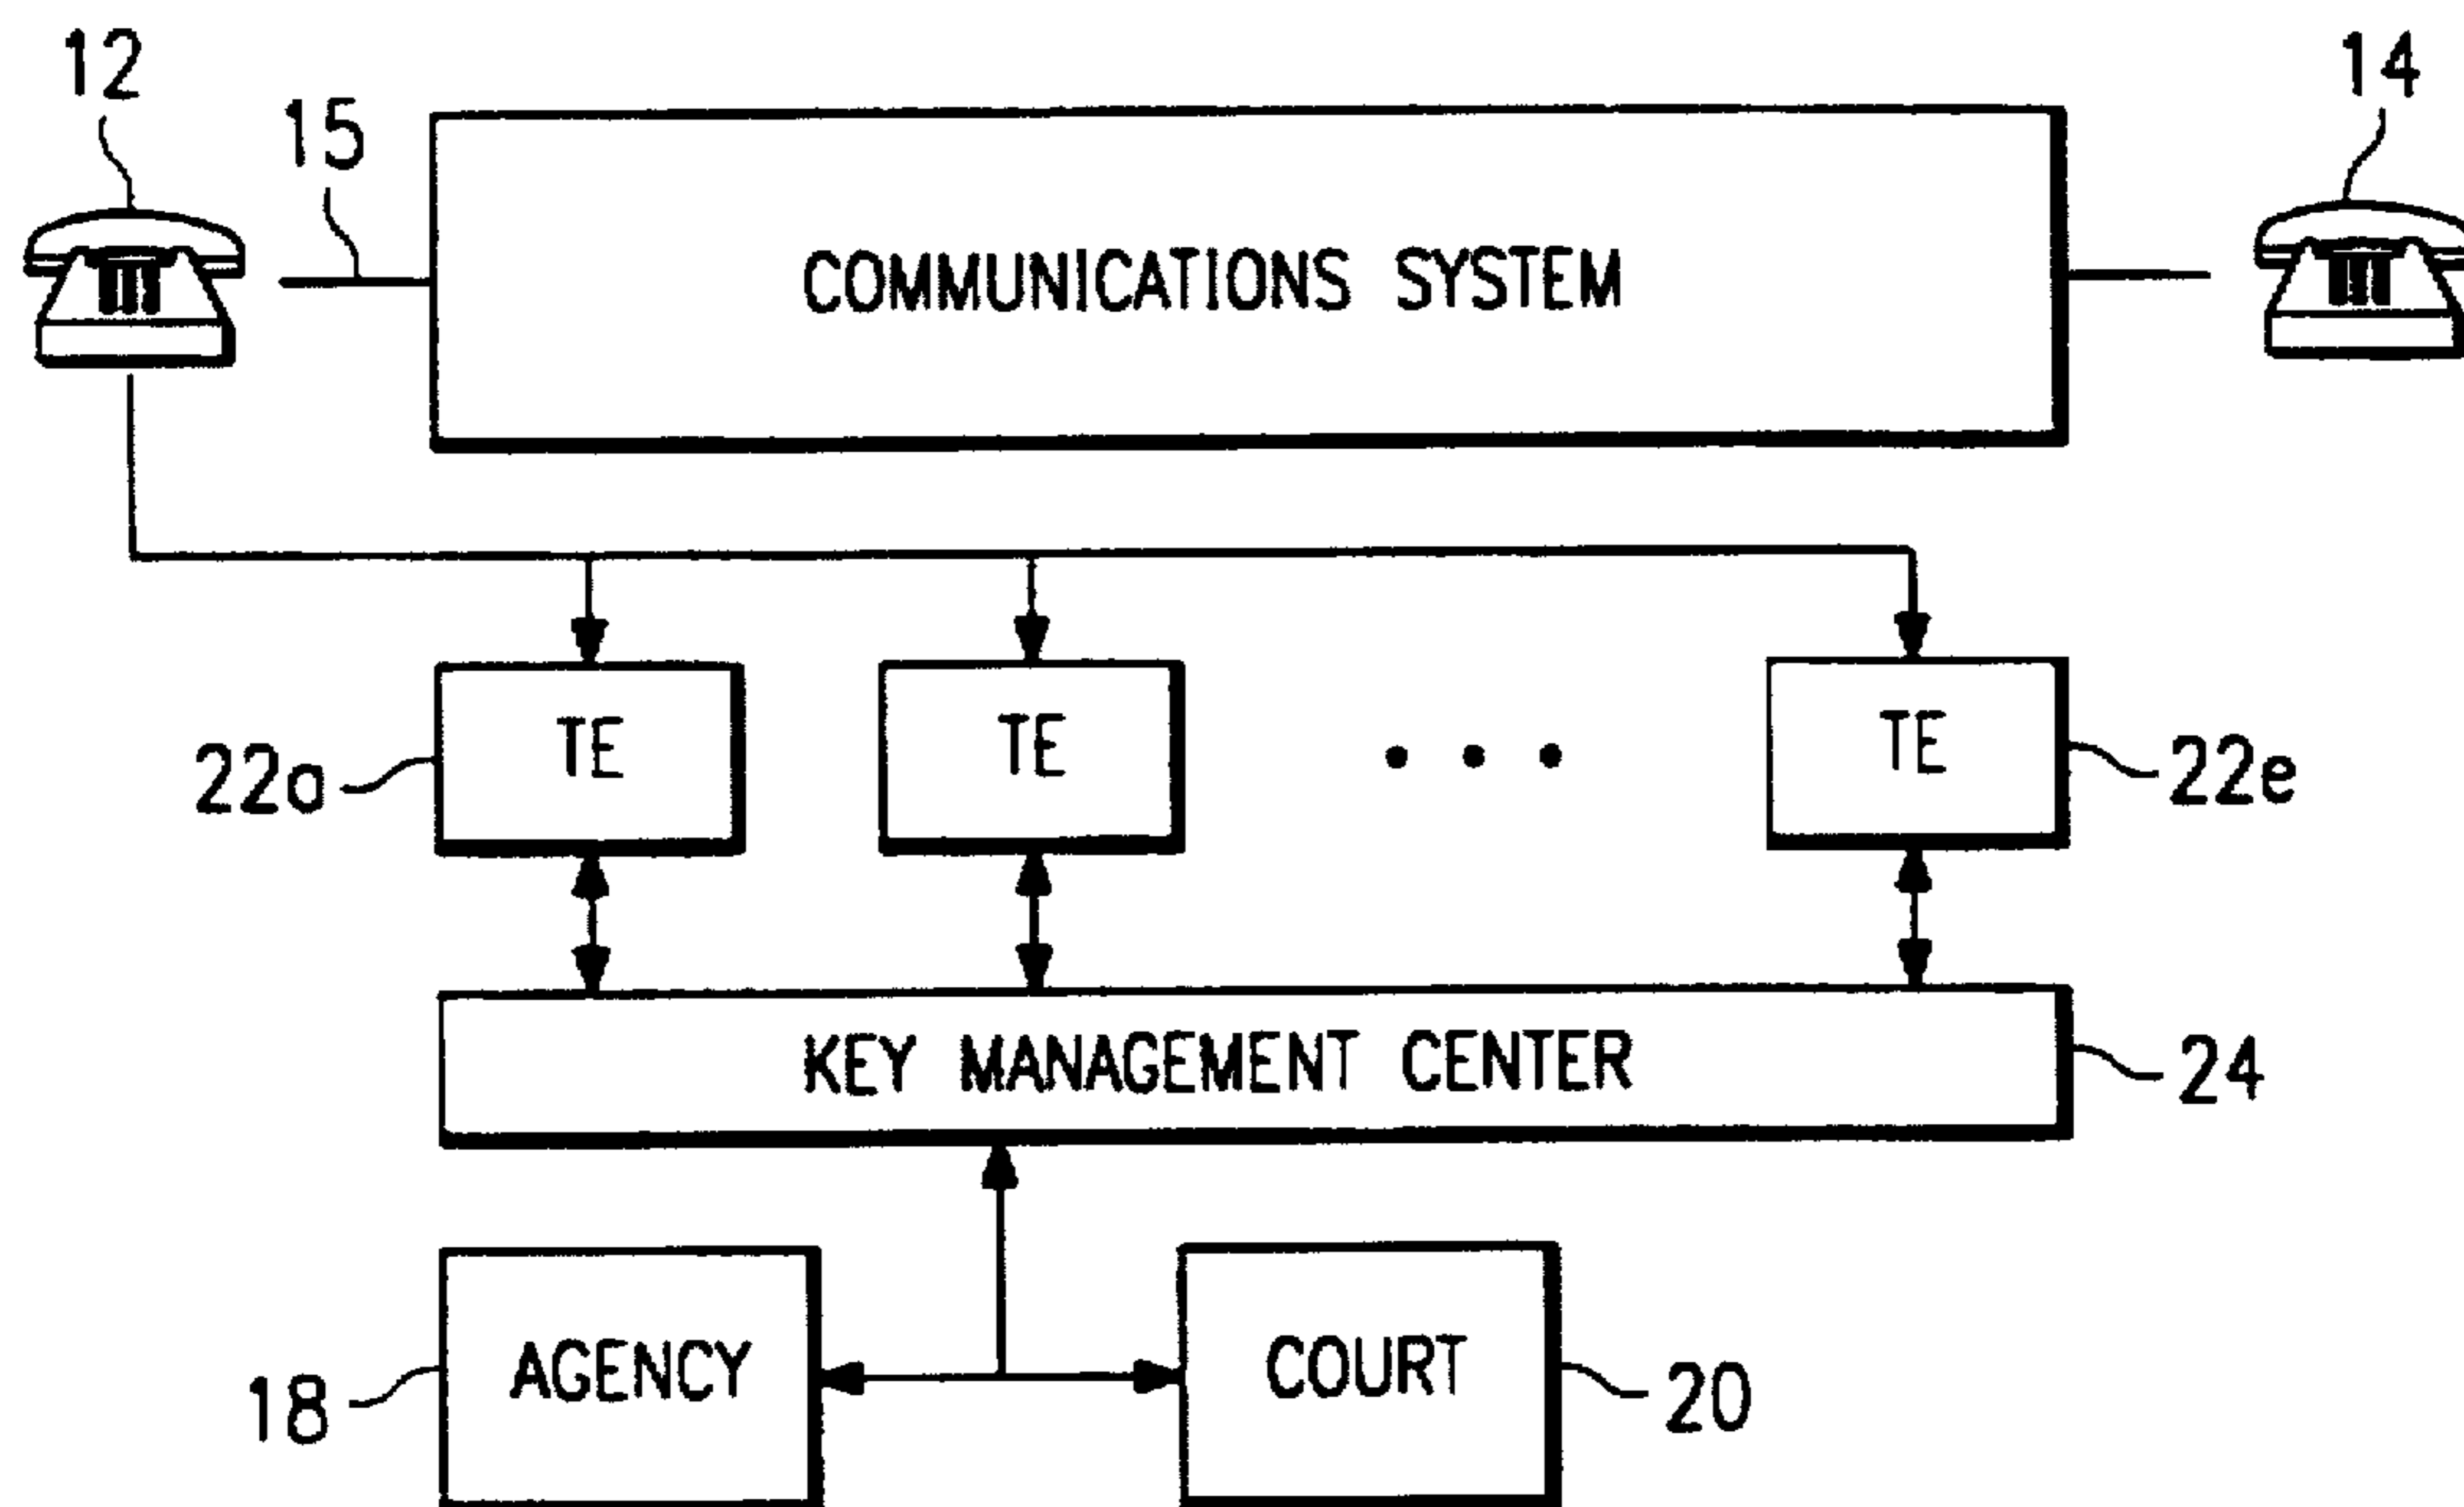 12
14
15
COMMUNICATIONS SYSTEM
TE
TE
TE
22a
22e
KEY MANAGEMENT CENTER
24
AGENCY
COURT
18
20